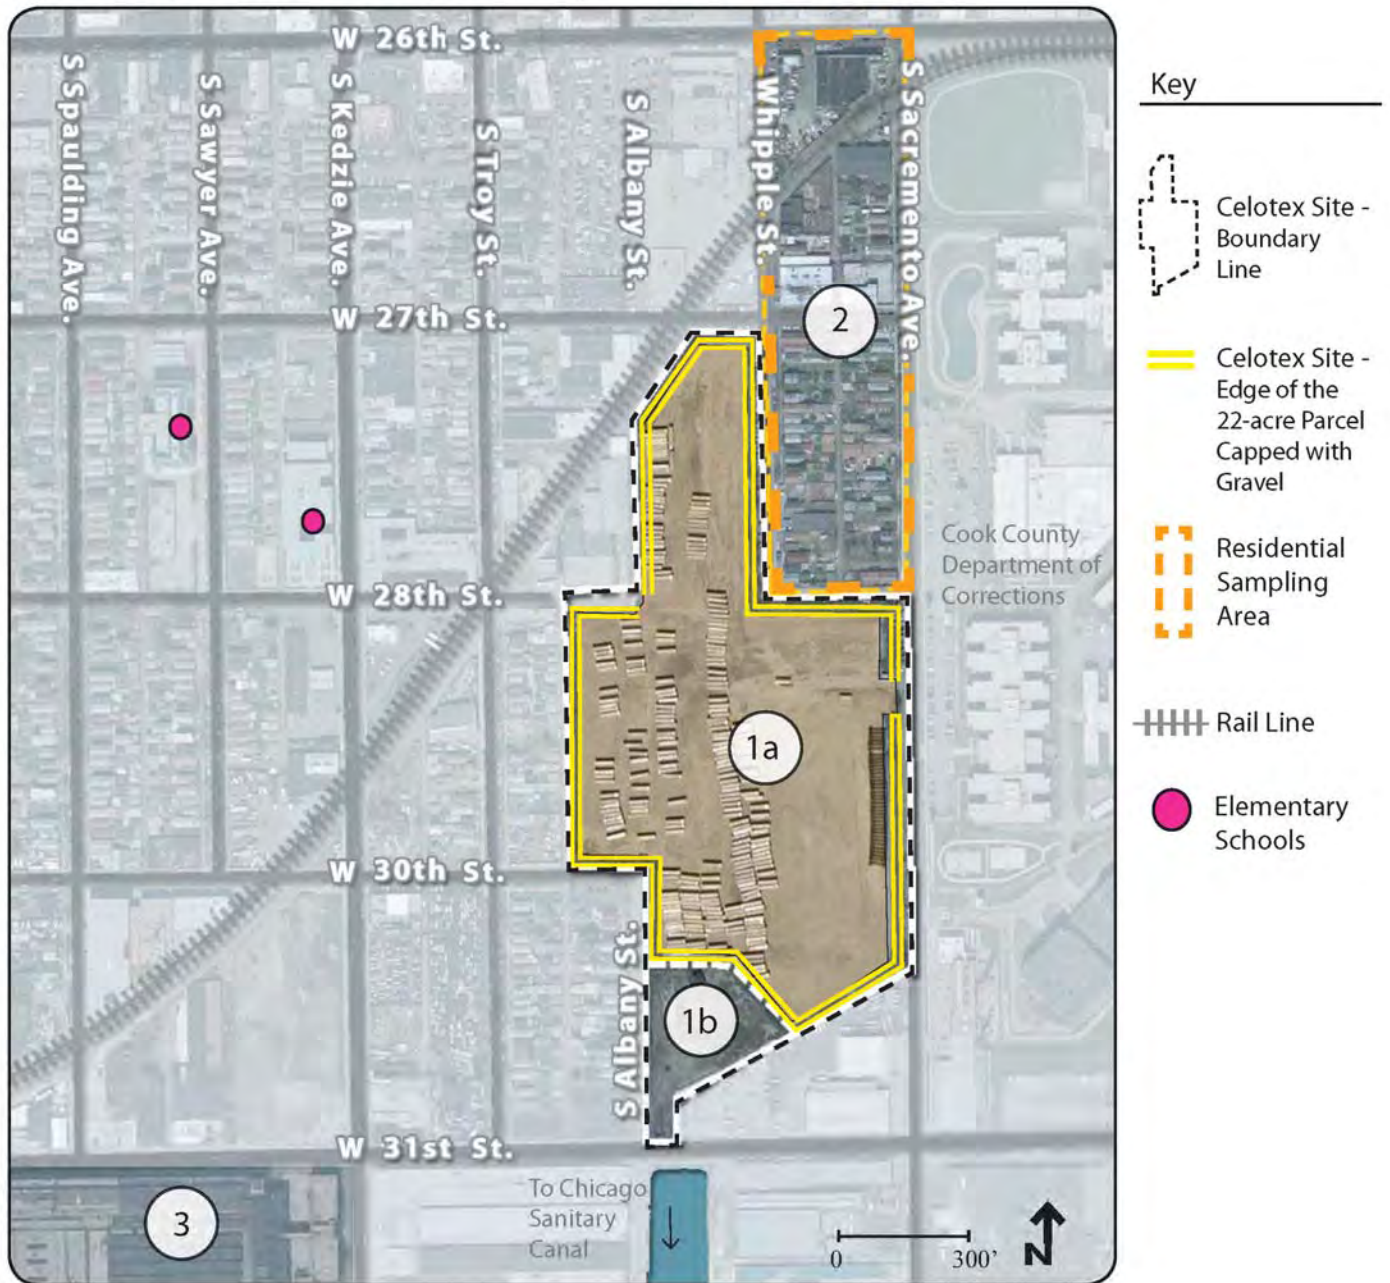 W 26th St.
S Spaulding Ave.
S Sawyer Ave.
S Kedzie Ave.
S Troy St.
S Albany St.
Whipple St.
S Sacremento Ave.
W 27th St.
2
W 28th St.
Cook County
Department of
Corrections
1a
W 30th St.
S Albany St.
1b
W 31st St.
3
To Chicago
Sanitary
Canal
0 300'
N
Key
Celotex Site -
Boundary
Line
Celotex Site -
Edge of the
22-acre Parcel
Capped with
Gravel
Residential
Sampling
Area
Rail Line
Elementary
Schools